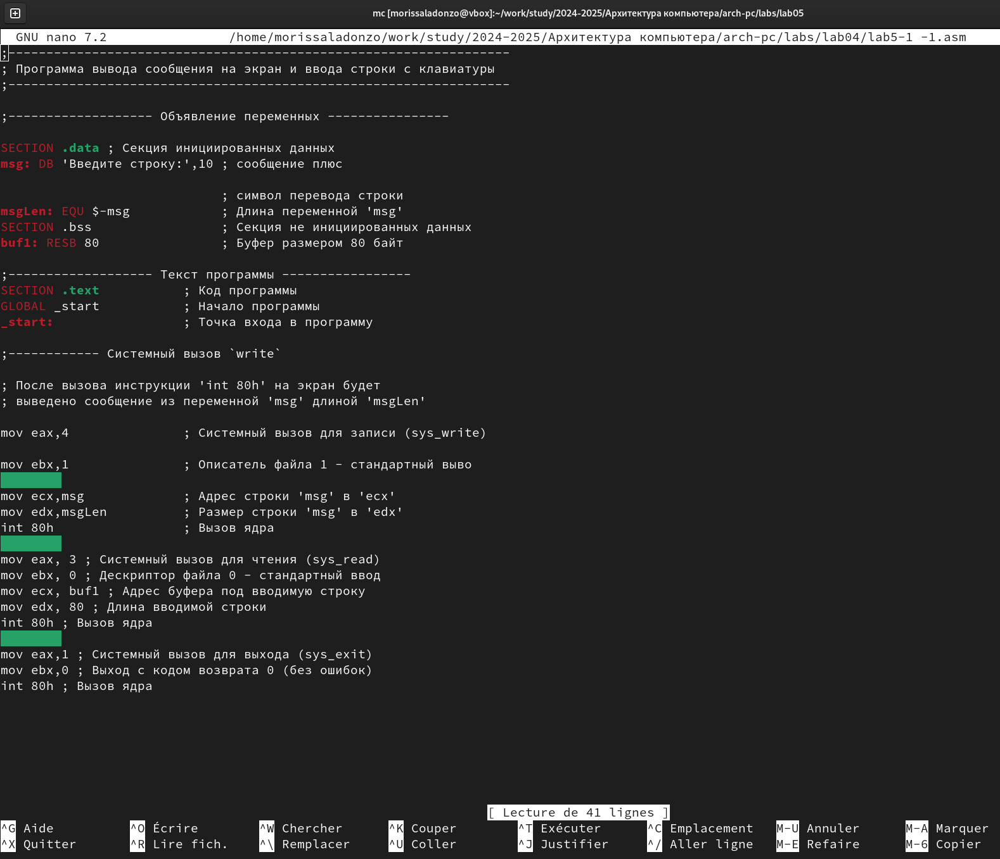 mc [morissaladonzo@vbox]:~/work/study/2024-2025/Архитектура компьютера/arch-pc/labs/lab05
GNU nano 7.2 /home/morissaladonzo/work/study/2024-2025/Архитектура компьютера/arch-pc/labs/lab04/lab5-1 -1.asm
;------------------------------------------------------------------
; Программа вывода сообщения на экран и ввода строки с клавиатуры
;------------------------------------------------------------------
;------------------- Объявление переменных ----------------
SECTION .data ; Секция инициированных данных
msg: DB 'Введите строку:',10 ; сообщение плюс
; символ перевода строки
msgLen: EQU $-msg ; Длина переменной 'msg'
SECTION .bss ; Секция не инициированных данных
buf1: RESB 80 ; Буфер размером 80 байт
;------------------- Текст программы -----------------
SECTION .text ; Код программы
GLOBAL _start ; Начало программы
_start: ; Точка входа в программу
;------------ Системный вызов `write`
; После вызова инструкции 'int 80h' на экран будет
; выведено сообщение из переменной 'msg' длиной 'msgLen'
mov eax,4 ; Системный вызов для записи (sys_write)
mov ebx,1 ; Описатель файла 1 - стандартный выво
mov ecx,msg ; Адрес строки 'msg' в 'ecx'
mov edx,msgLen ; Размер строки 'msg' в 'edx'
int 80h ; Вызов ядра
mov eax, 3 ; Системный вызов для чтения (sys_read)
mov ebx, 0 ; Дескриптор файла 0 - стандартный ввод
mov ecx, buf1 ; Адрес буфера под вводимую строку
mov edx, 80 ; Длина вводимой строки
int 80h ; Вызов ядра
mov eax,1 ; Системный вызов для выхода (sys_exit)
mov ebx,0 ; Выход с кодом возврата 0 (без ошибок)
int 80h ; Вызов ядра
[ Lecture de 41 lignes ]
^G Aide ^O Écrire ^W Chercher ^K Couper ^T Exécuter ^C Emplacement M-U Annuler M-A Marquer
^X Quitter ^R Lire fich. ^\ Remplacer ^U Coller ^J Justifier ^/ Aller ligne M-E Refaire M-6 Copier